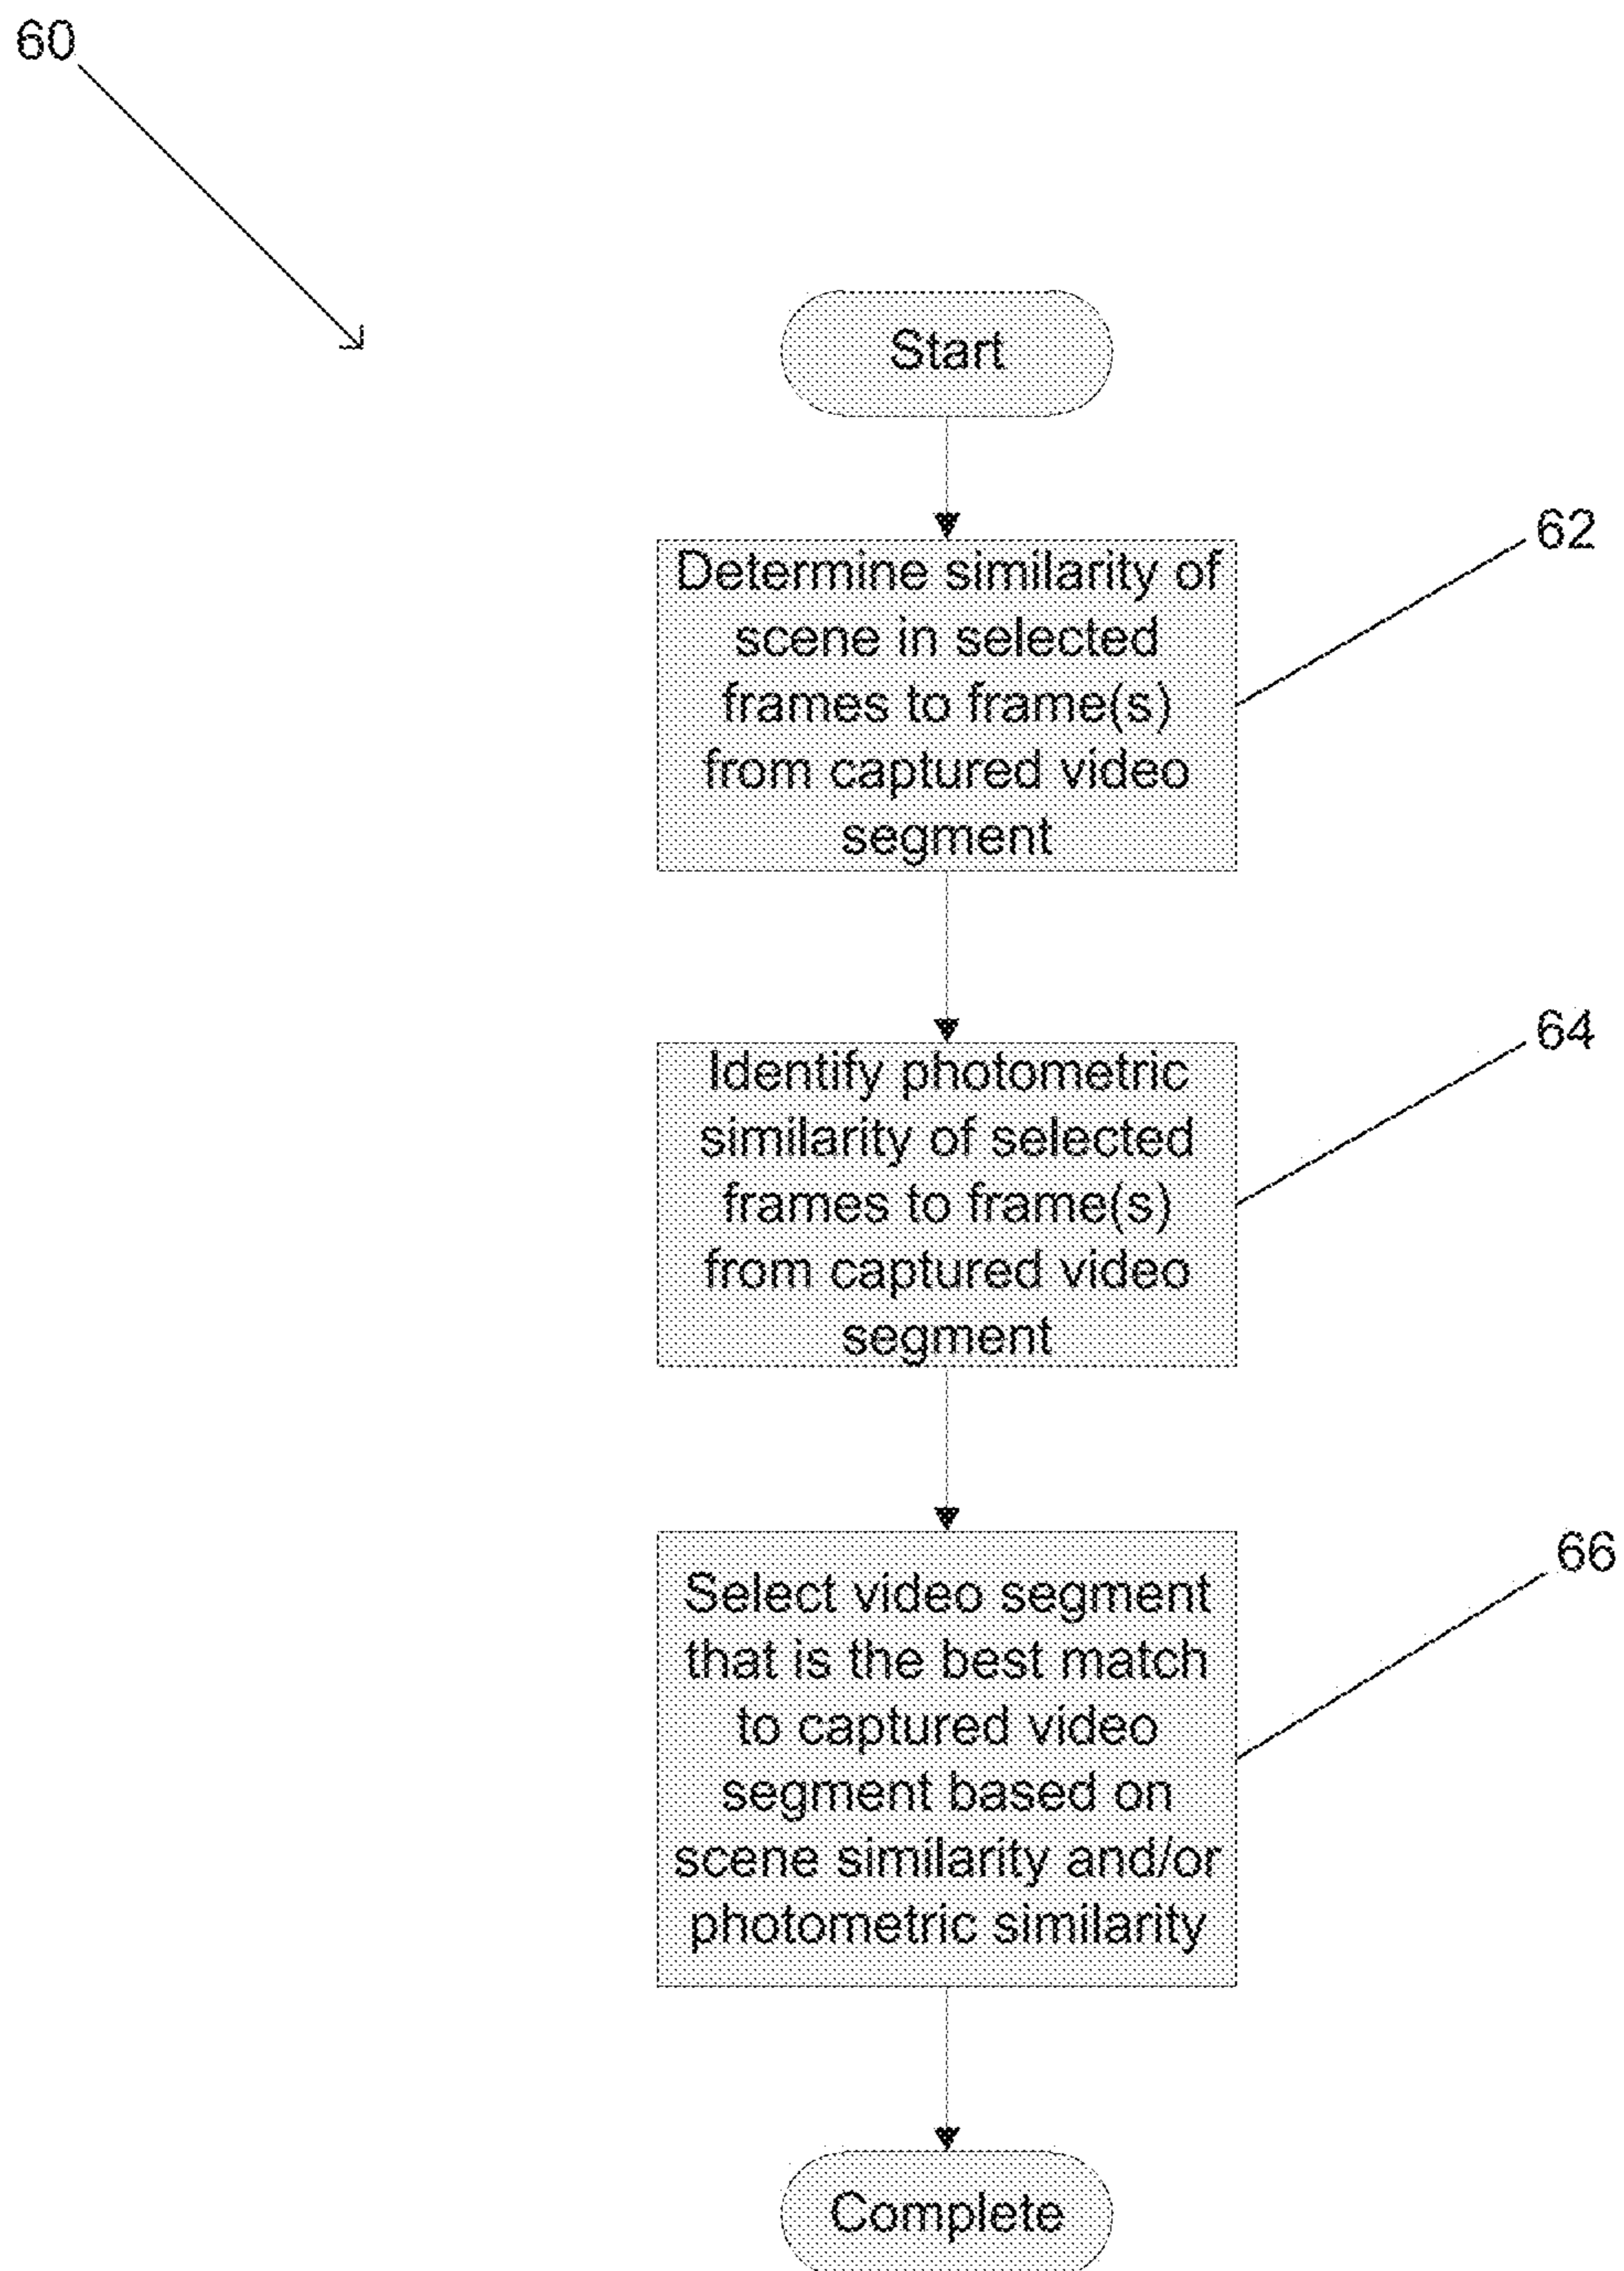 60
Start
Determine similarity of
scene in selected
frames to frame(s)
from captured video
segment
62
Identify photometric
similarity of selected
frames to frame(s)
from captured video
segment
64
Select video segment
that is the best match
to captured video
segment based on
scene similarity and/or
photometric similarity
66
Complete